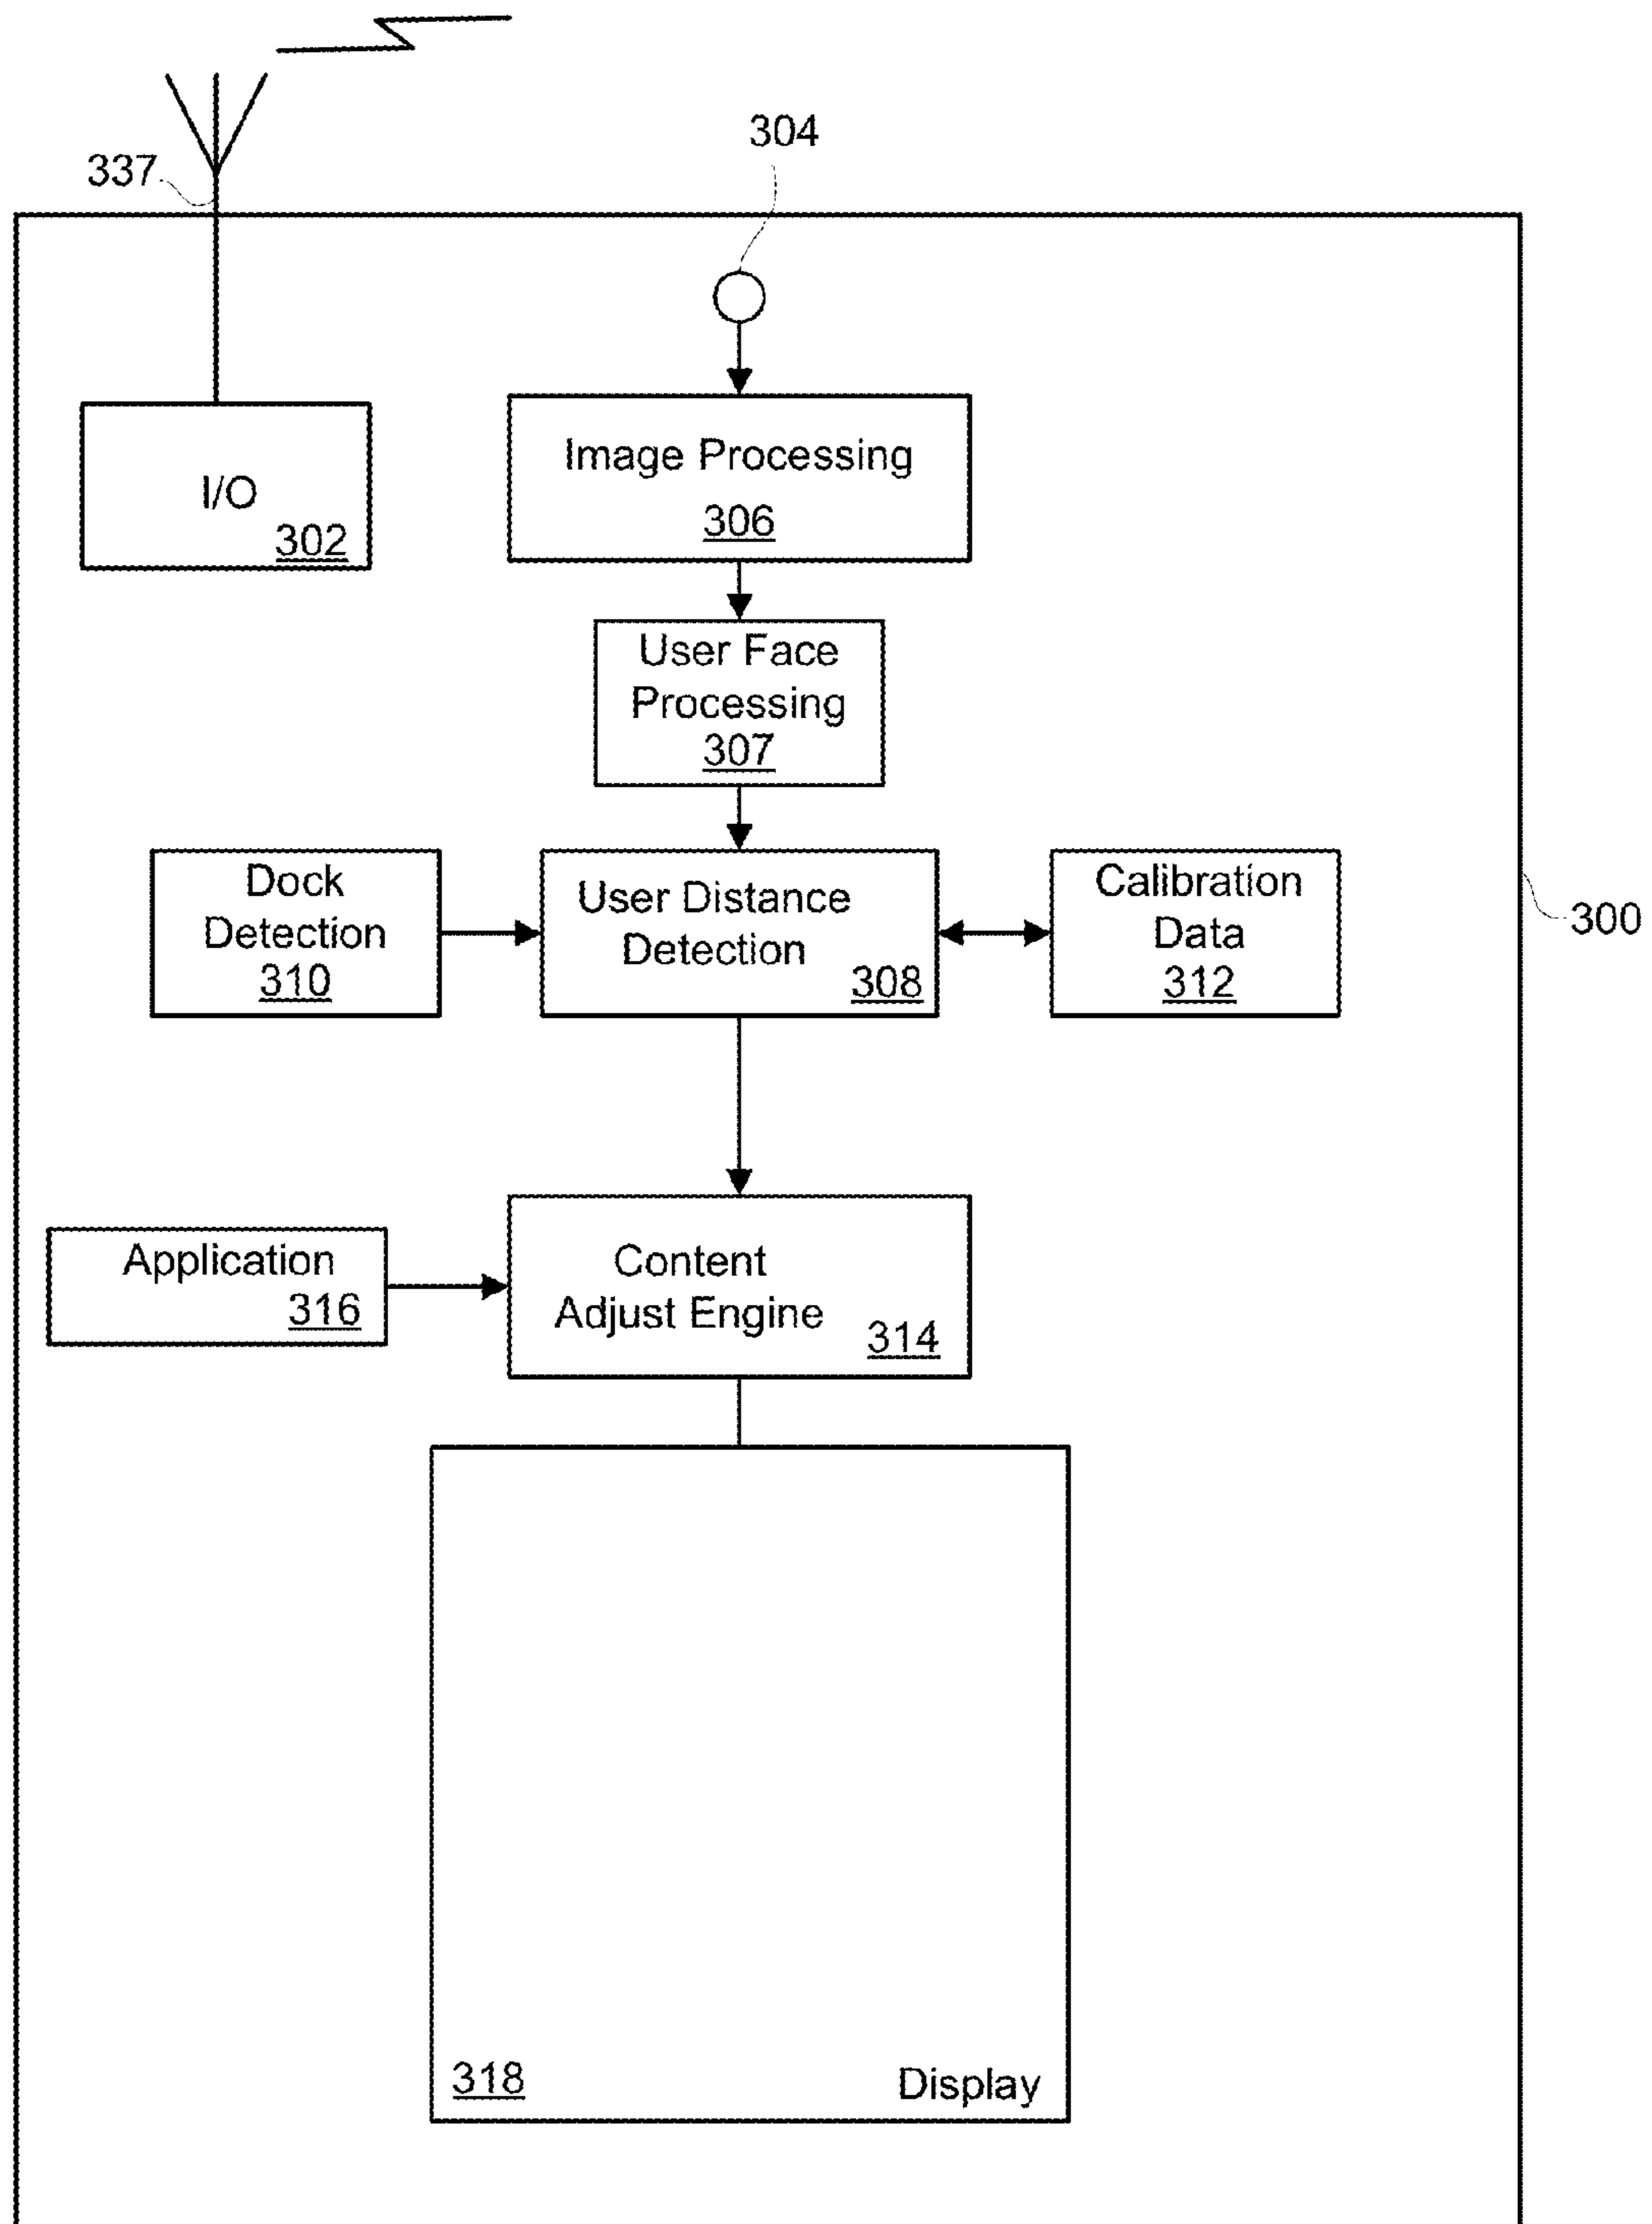 304
337
I/O
302
Image Processing
306
User Face
Processing
307
Dock
Detection
310
User Distance
Detection
308
Calibration
Data
312
300
Application
316
Content
Adjust Engine
314
318
Display